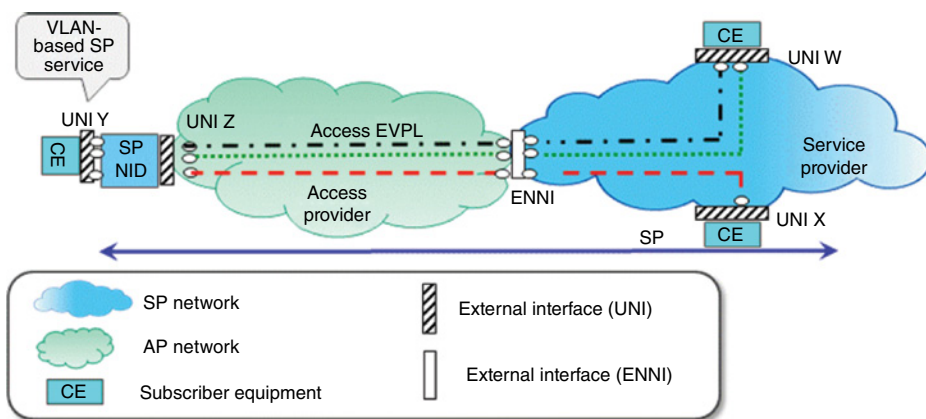 VLAN-
based SP
service
UNI Y
CE
SP
NID
UNI Z
Access EVPL
Access
provider
ENNI
CE
UNI W
Service
provider
UNI X
CE
SP
SP network
AP network
CE
Subscriber equipment
External interface (UNI)
External interface (ENNI)